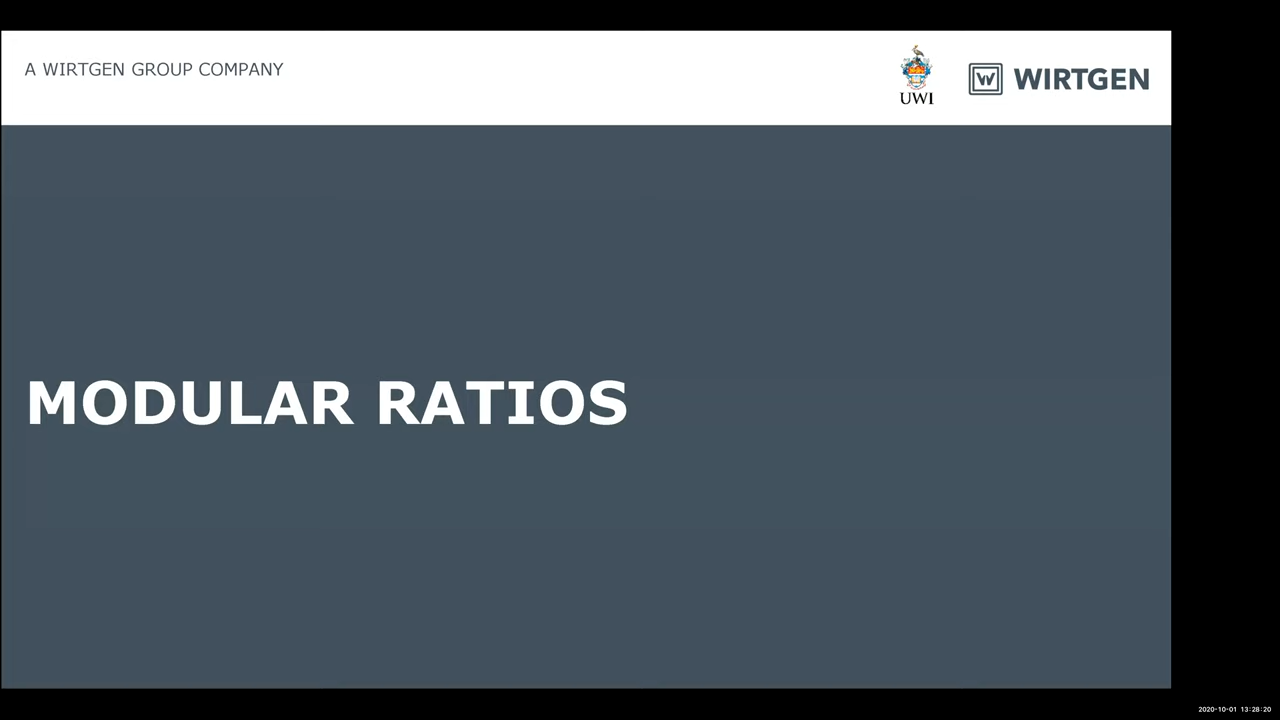 A WIRTGEN GROUP COMPANY
UWI
W WIRTGEN
MODULAR RATIOS
2020-10-01 13:28:20